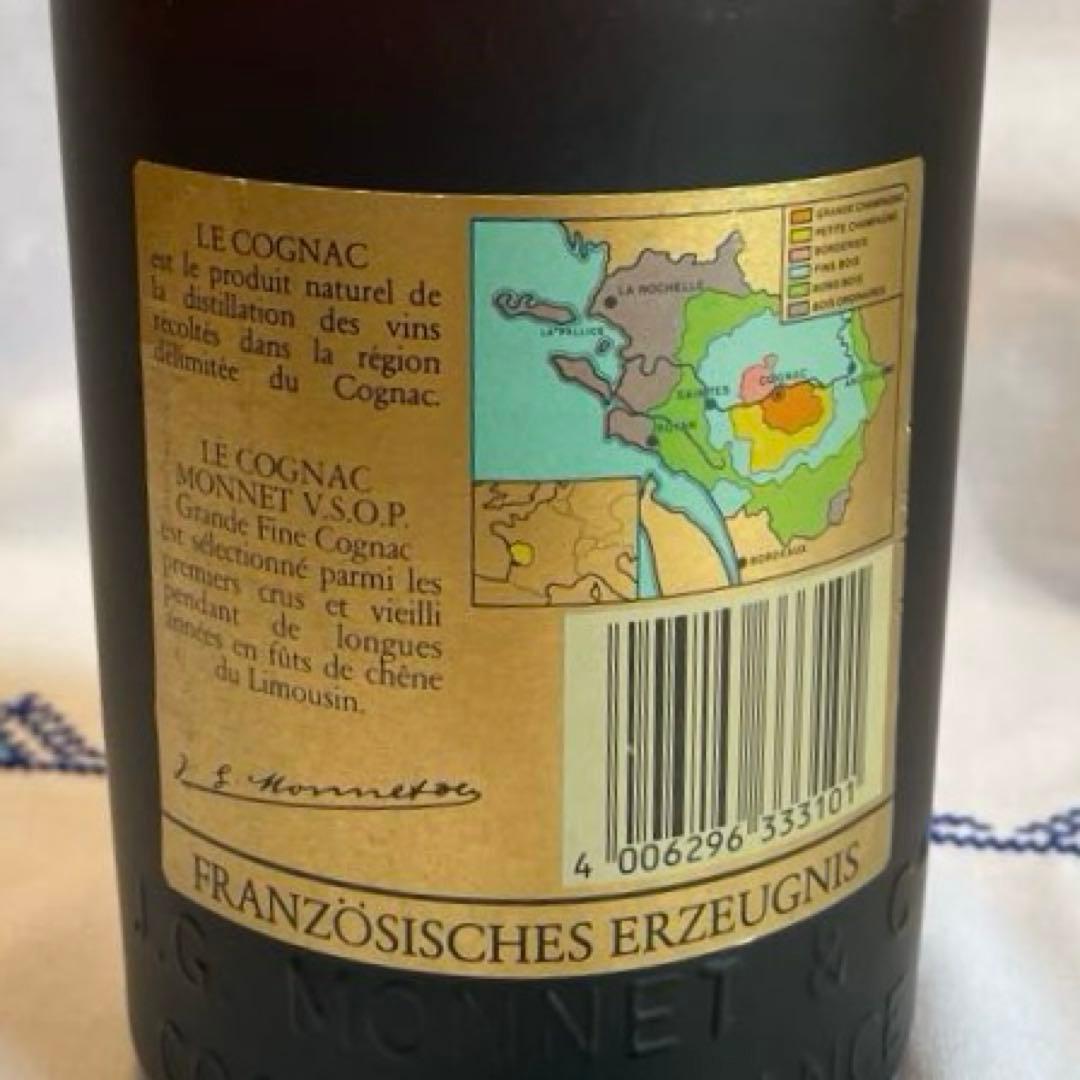 LE COGNAC
est le produit naturel de
la distillation des vins
récoltés dans la région
délimitée du Cognac.
LE COGNAC
MONNET V.S.O.P.
Grande Fine Cognac
est sélectionné parmi les
premiers crus et vieilli
pendant de longues
années en fûts de chêne
du Limousin.
J. G. Monnet & Co
GRANDE CHAMPAGNE
PETITE CHAMPAGNE
BORDERIES
FINS BOIS
BONS BOIS
BOIS ORDINAIRES
LA ROCHELLE
LA PALLICE
COGNAC
SAINTES
ROYAN
BORDEAUX
4 006296 333101
FRANZÖSISCHES ERZEUGNIS
J.G. MONNET & C